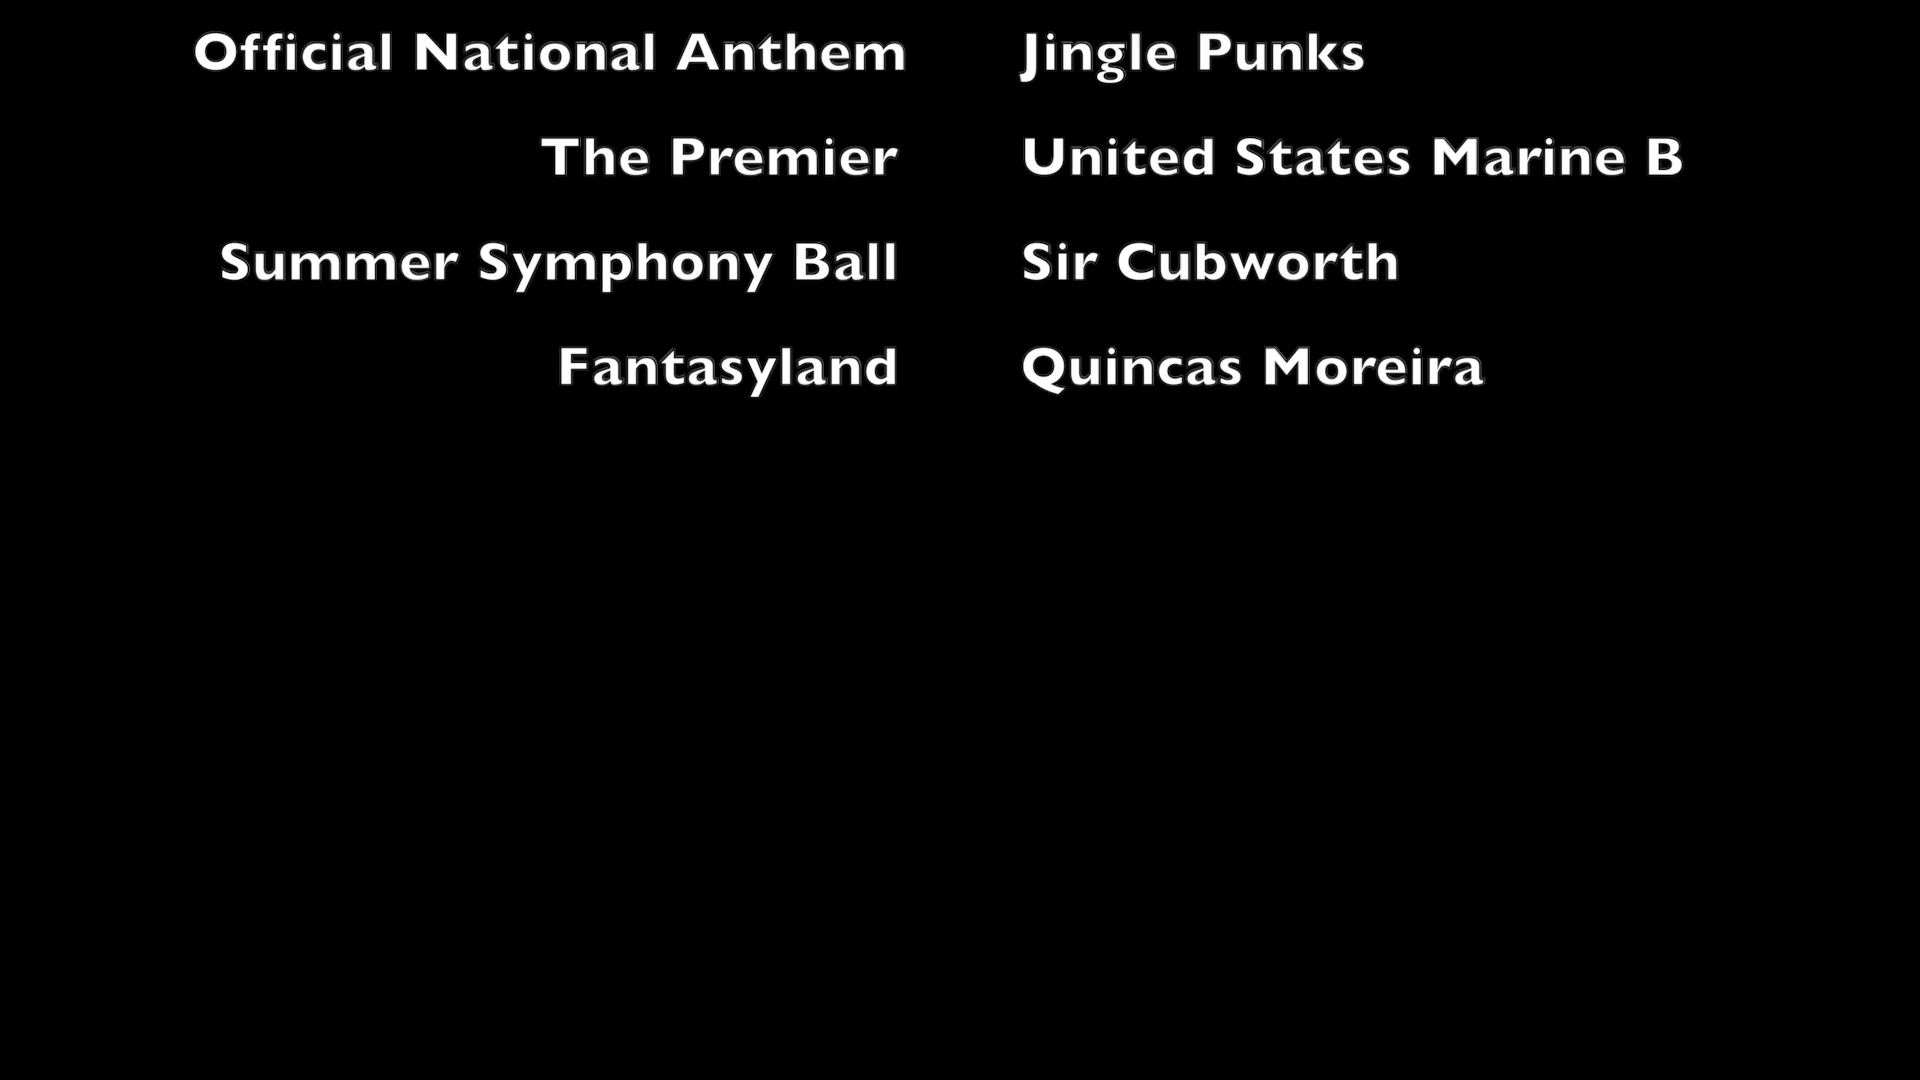 Official National Anthem Jingle Punks
The Premier United States Marine B
Summer Symphony Ball Sir Cubworth
Fantasyland Quincas Moreira